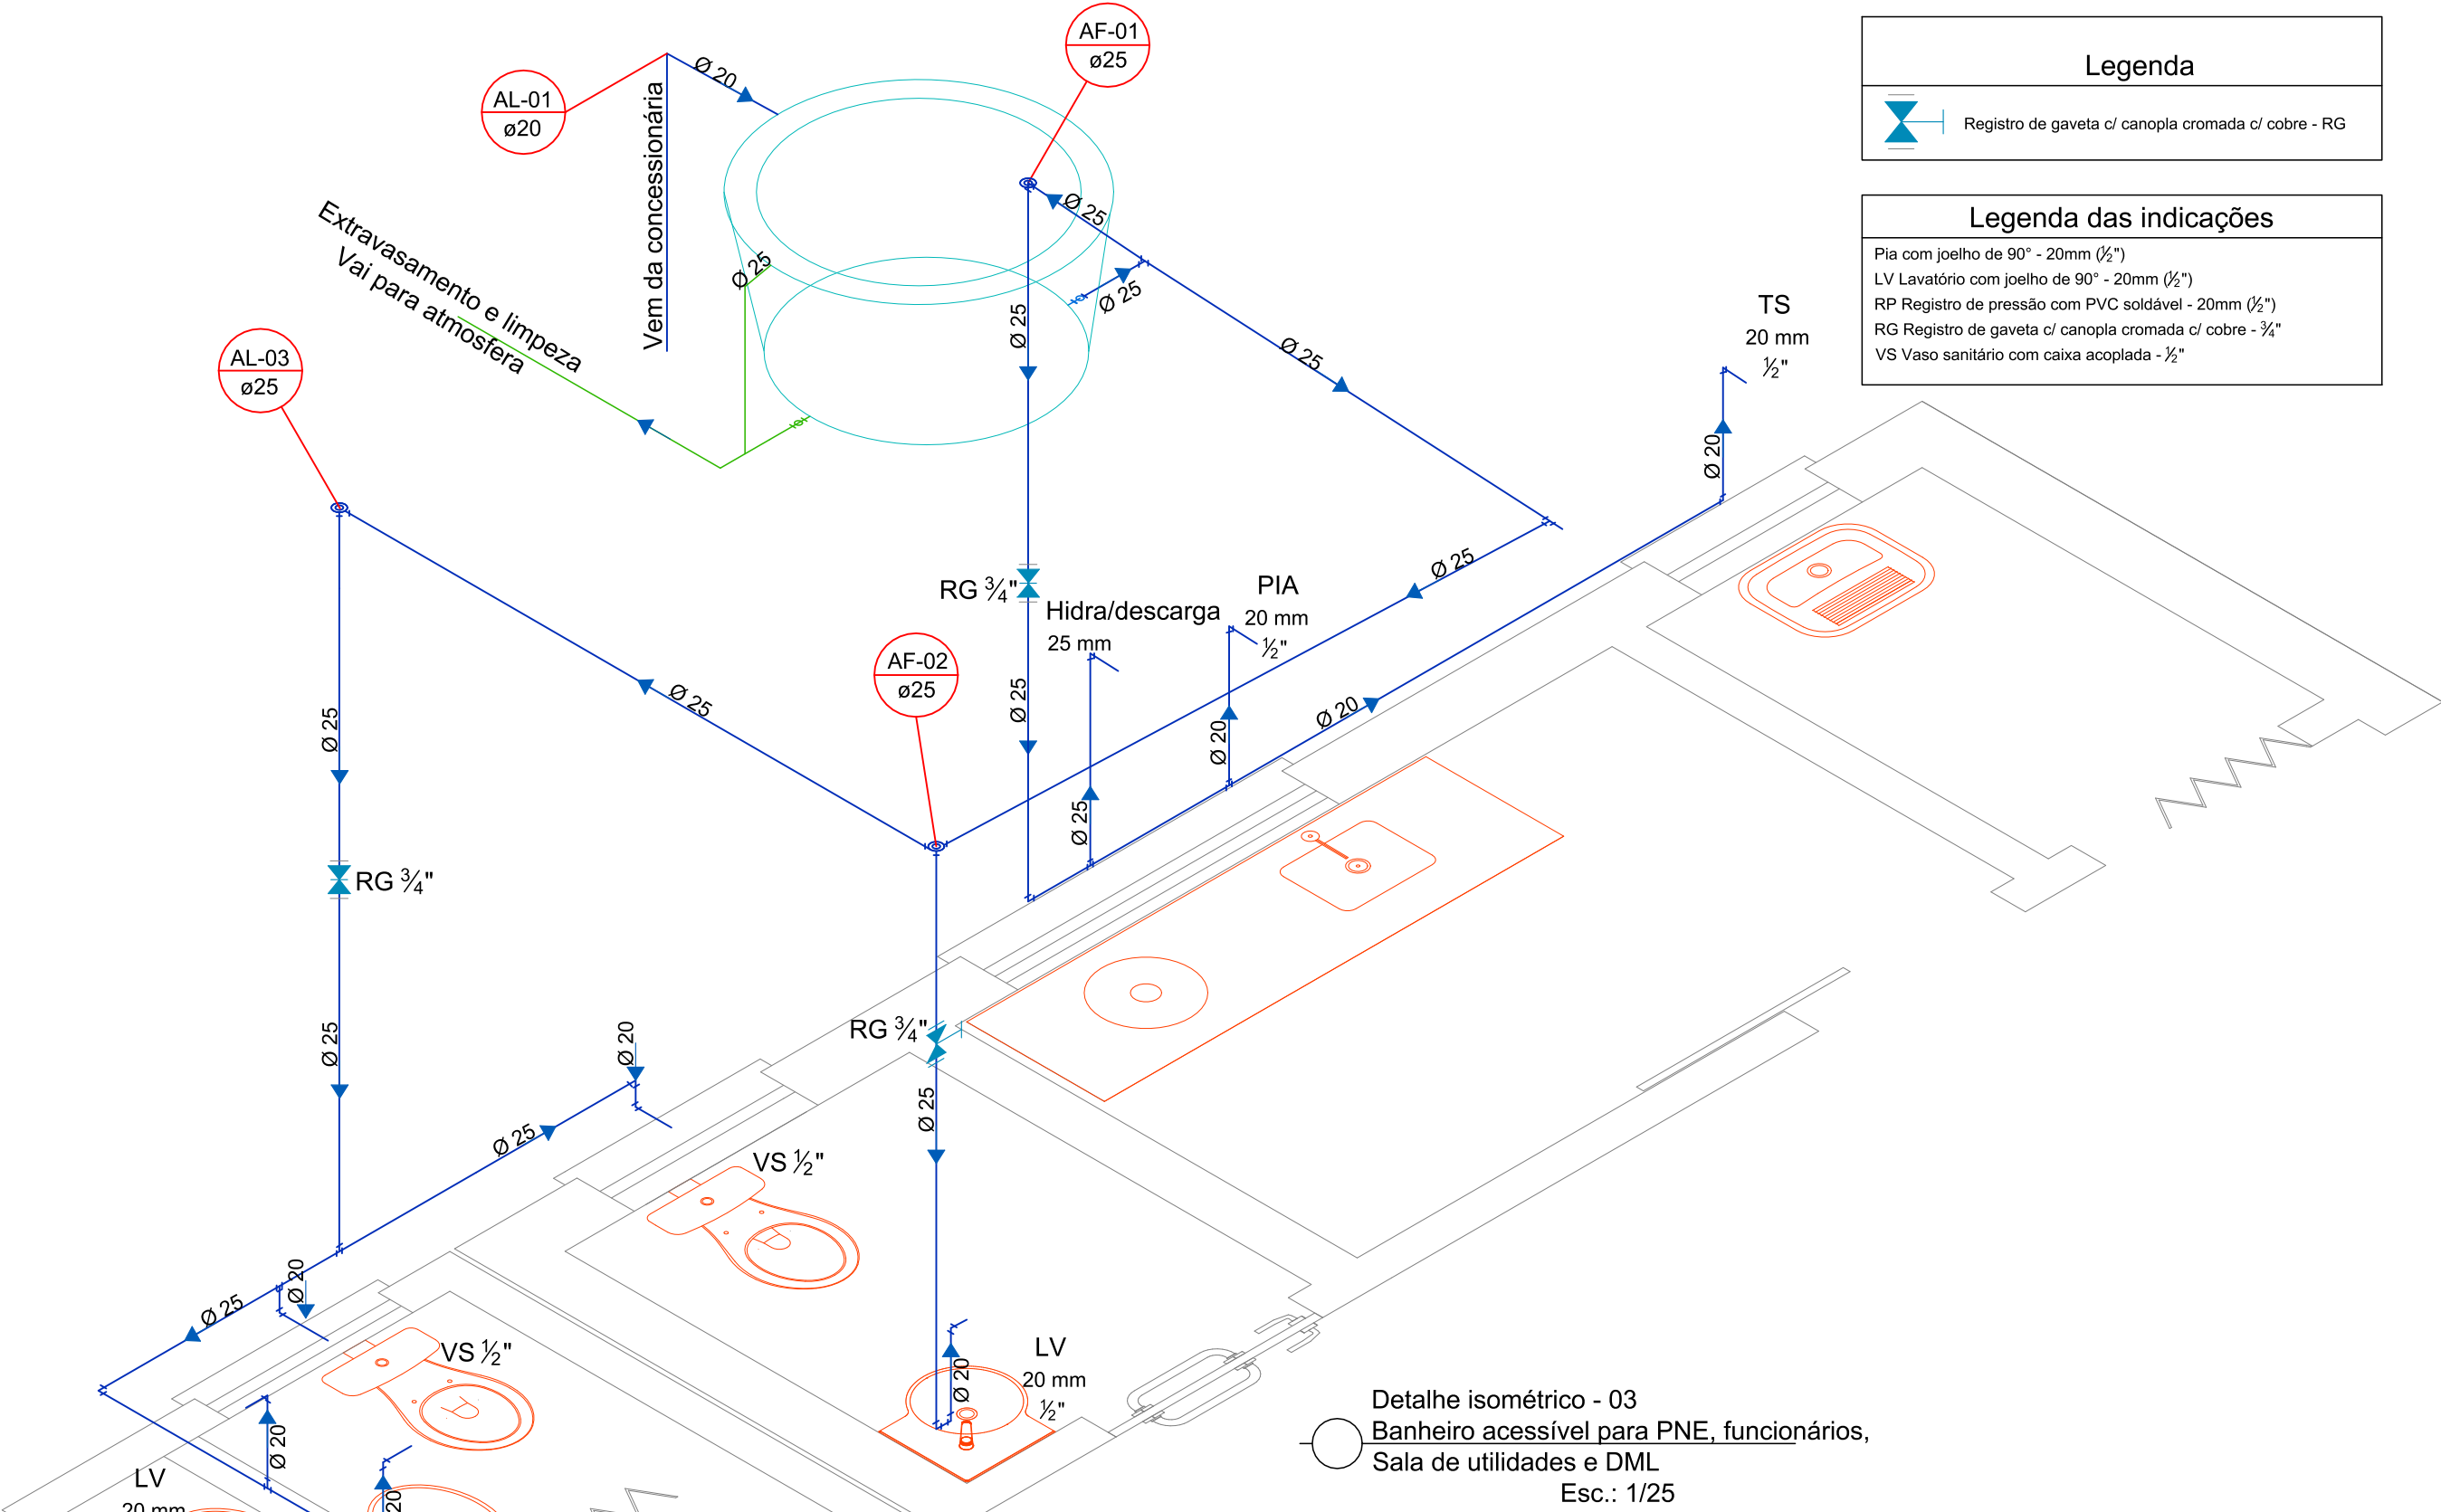 AF-01
ø25
AL-01
ø20
Ø 20
Vem da concessionária
Legenda
Registro de gaveta c/ canopla cromada c/ cobre - RG
Legenda das indicações
Pia com joelho de 90° - 20mm (½")
LV Lavatório com joelho de 90° - 20mm (½")
RP Registro de pressão com PVC soldável - 20mm (½")
RG Registro de gaveta c/ canopla cromada c/ cobre - ¾"
VS Vaso sanitário com caixa acoplada - ½"
Extravasamento e limpeza
Vai para atmosfera
Ø 25
Ø 25
Ø 25
Ø 25
Ø 25
TS
20 mm
½"
Ø 20
AL-03
ø25
Ø 25
RG ¾"
Hidra/descarga
25 mm
PIA
20 mm
½"
AF-02
ø25
Ø 25
Ø 25
Ø 25
Ø 20
Ø 20
Ø 25
Ø 25
RG ¾"
RG ¾"
Ø 25
Ø 20
Ø 25
Ø 25
VS ½"
Ø 20
Ø 25
VS ½"
LV
20 mm
½"
Ø 20
Ø 20
LV
20 mm
20
Detalhe isométrico - 03
Banheiro acessível para PNE, funcionários,
Sala de utilidades e DML
Esc.: 1/25